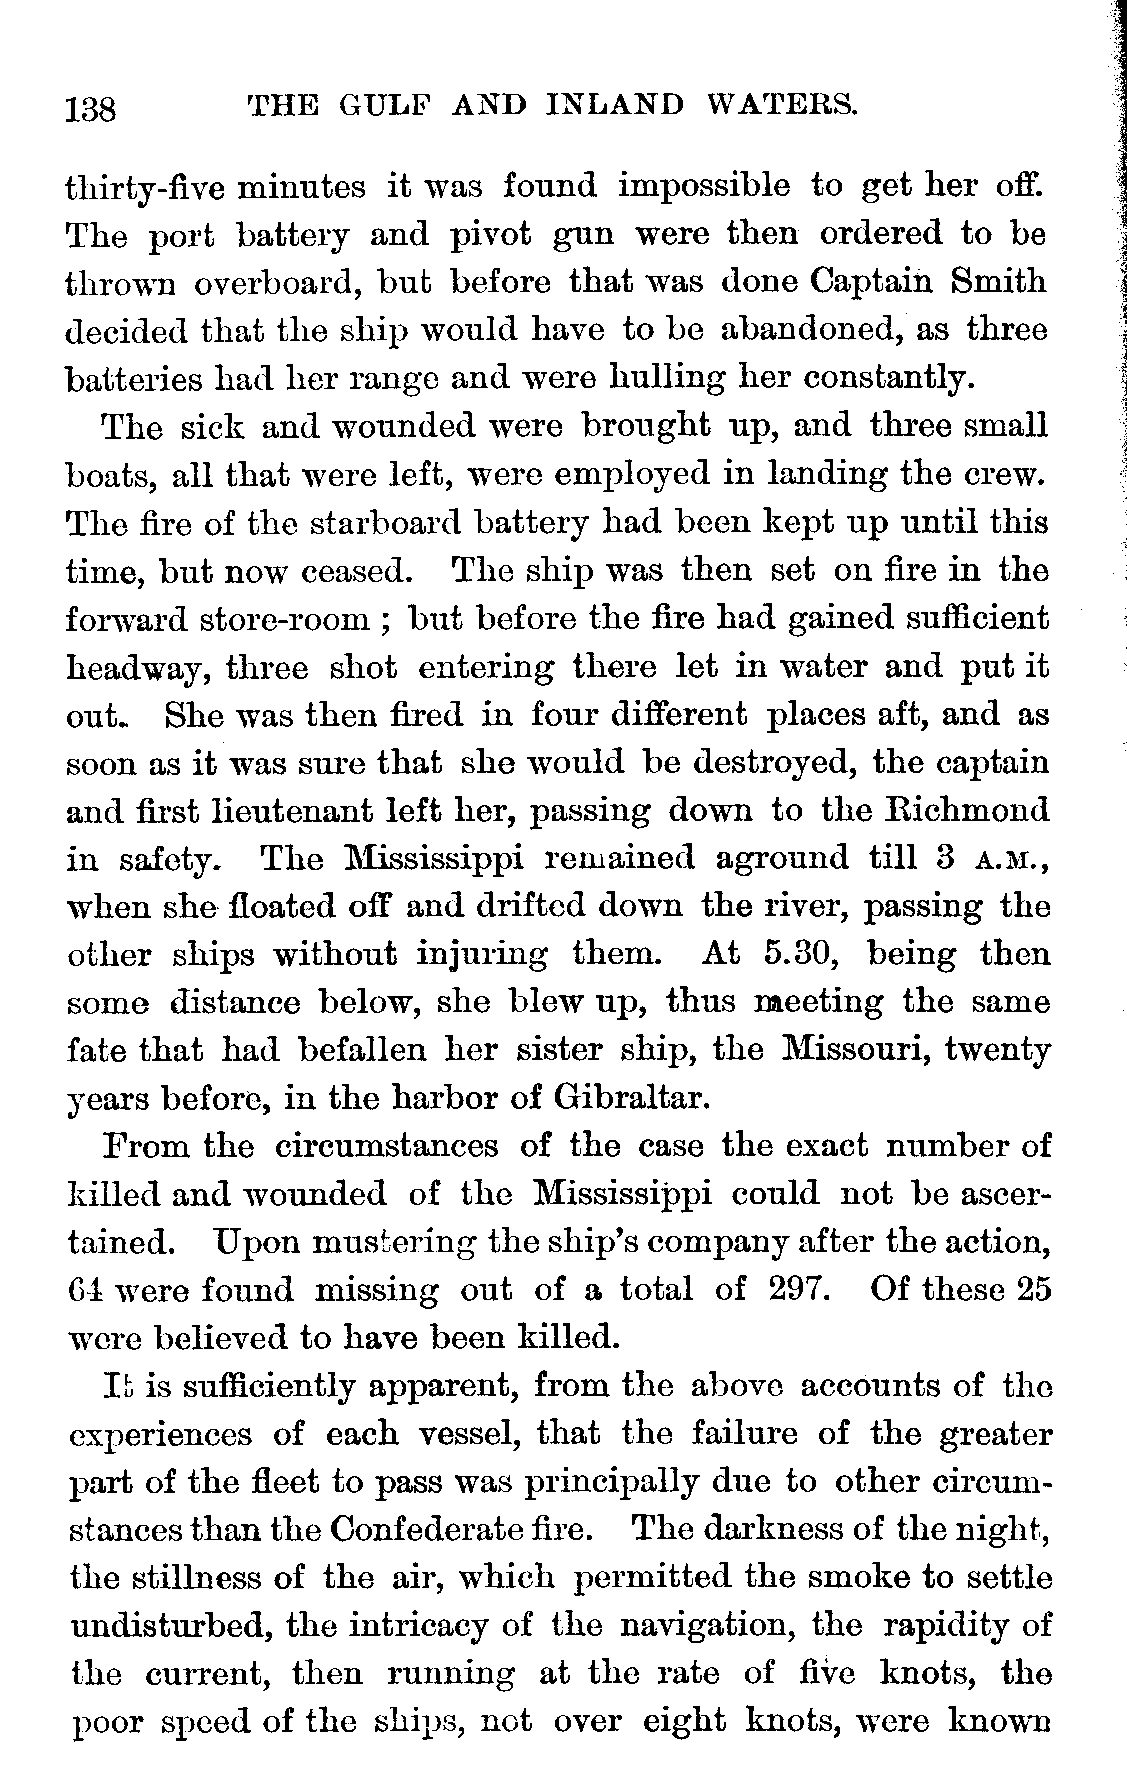 138 THE GULF AND INLAND WATERS.
thirty-five minutes it was found impossible to get her off.
The port battery and pivot gun were then ordered to be
thrown overboard, but before that was done Captain Smith
decided that the ship would have to be abandoned, as three
batteries had her range and were hulling her constantly.
The sick and wounded were brought up, and three small
boats, all that were left, were employed in landing the crew.
The fire of the starboard battery had been kept up until this
time, but now ceased. The ship was then set on fire in the
forward store-room ; but before the fire had gained sufficient
headway, three shot entering there let in water and put it
out. She was then fired in four different places aft, and as
soon as it was sure that she would be destroyed, the captain
and first lieutenant left her, passing down to the Richmond
in safety. The Mississippi remained aground till 3 A.M.,
when she floated off and drifted down the river, passing the
other ships without injuring them. At 5.30, being then
some distance below, she blew up, thus meeting the same
fate that had befallen her sister ship, the Missouri, twenty
years before, in the harbor of Gibraltar.
From the circumstances of the case the exact number of
killed and wounded of the Mississippi could not be ascer-
tained. Upon mustering the ship's company after the action,
64 were found missing out of a total of 297. Of these 25
were believed to have been killed.
It is sufficiently apparent, from the above accounts of the
experiences of each vessel, that the failure of the greater
part of the fleet to pass was principally due to other circum-
stances than the Confederate fire. The darkness of the night,
the stillness of the air, which permitted the smoke to settle
undisturbed, the intricacy of the navigation, the rapidity of
the current, then running at the rate of five knots, the
poor speed of the ships, not over eight knots, were known